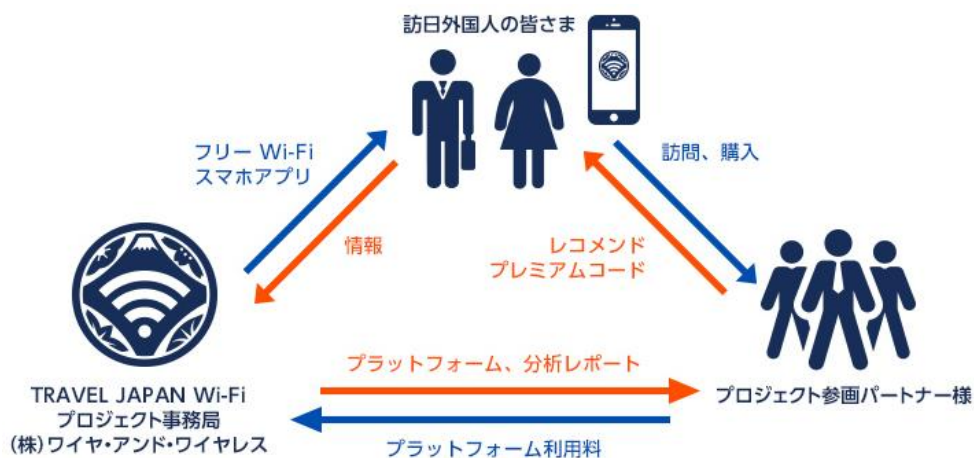 訪日外国人の皆さま
フリー Wi-Fi
スマホアプリ
訪問、購入
情報
レコメンド
プレミアムコード
プラットフォーム、分析レポート
TRAVEL JAPAN Wi-Fi
プロジェクト事務局
(株)ワイヤ・アンド・ワイヤレス
プロジェクト参画パートナー様
プラットフォーム利用料